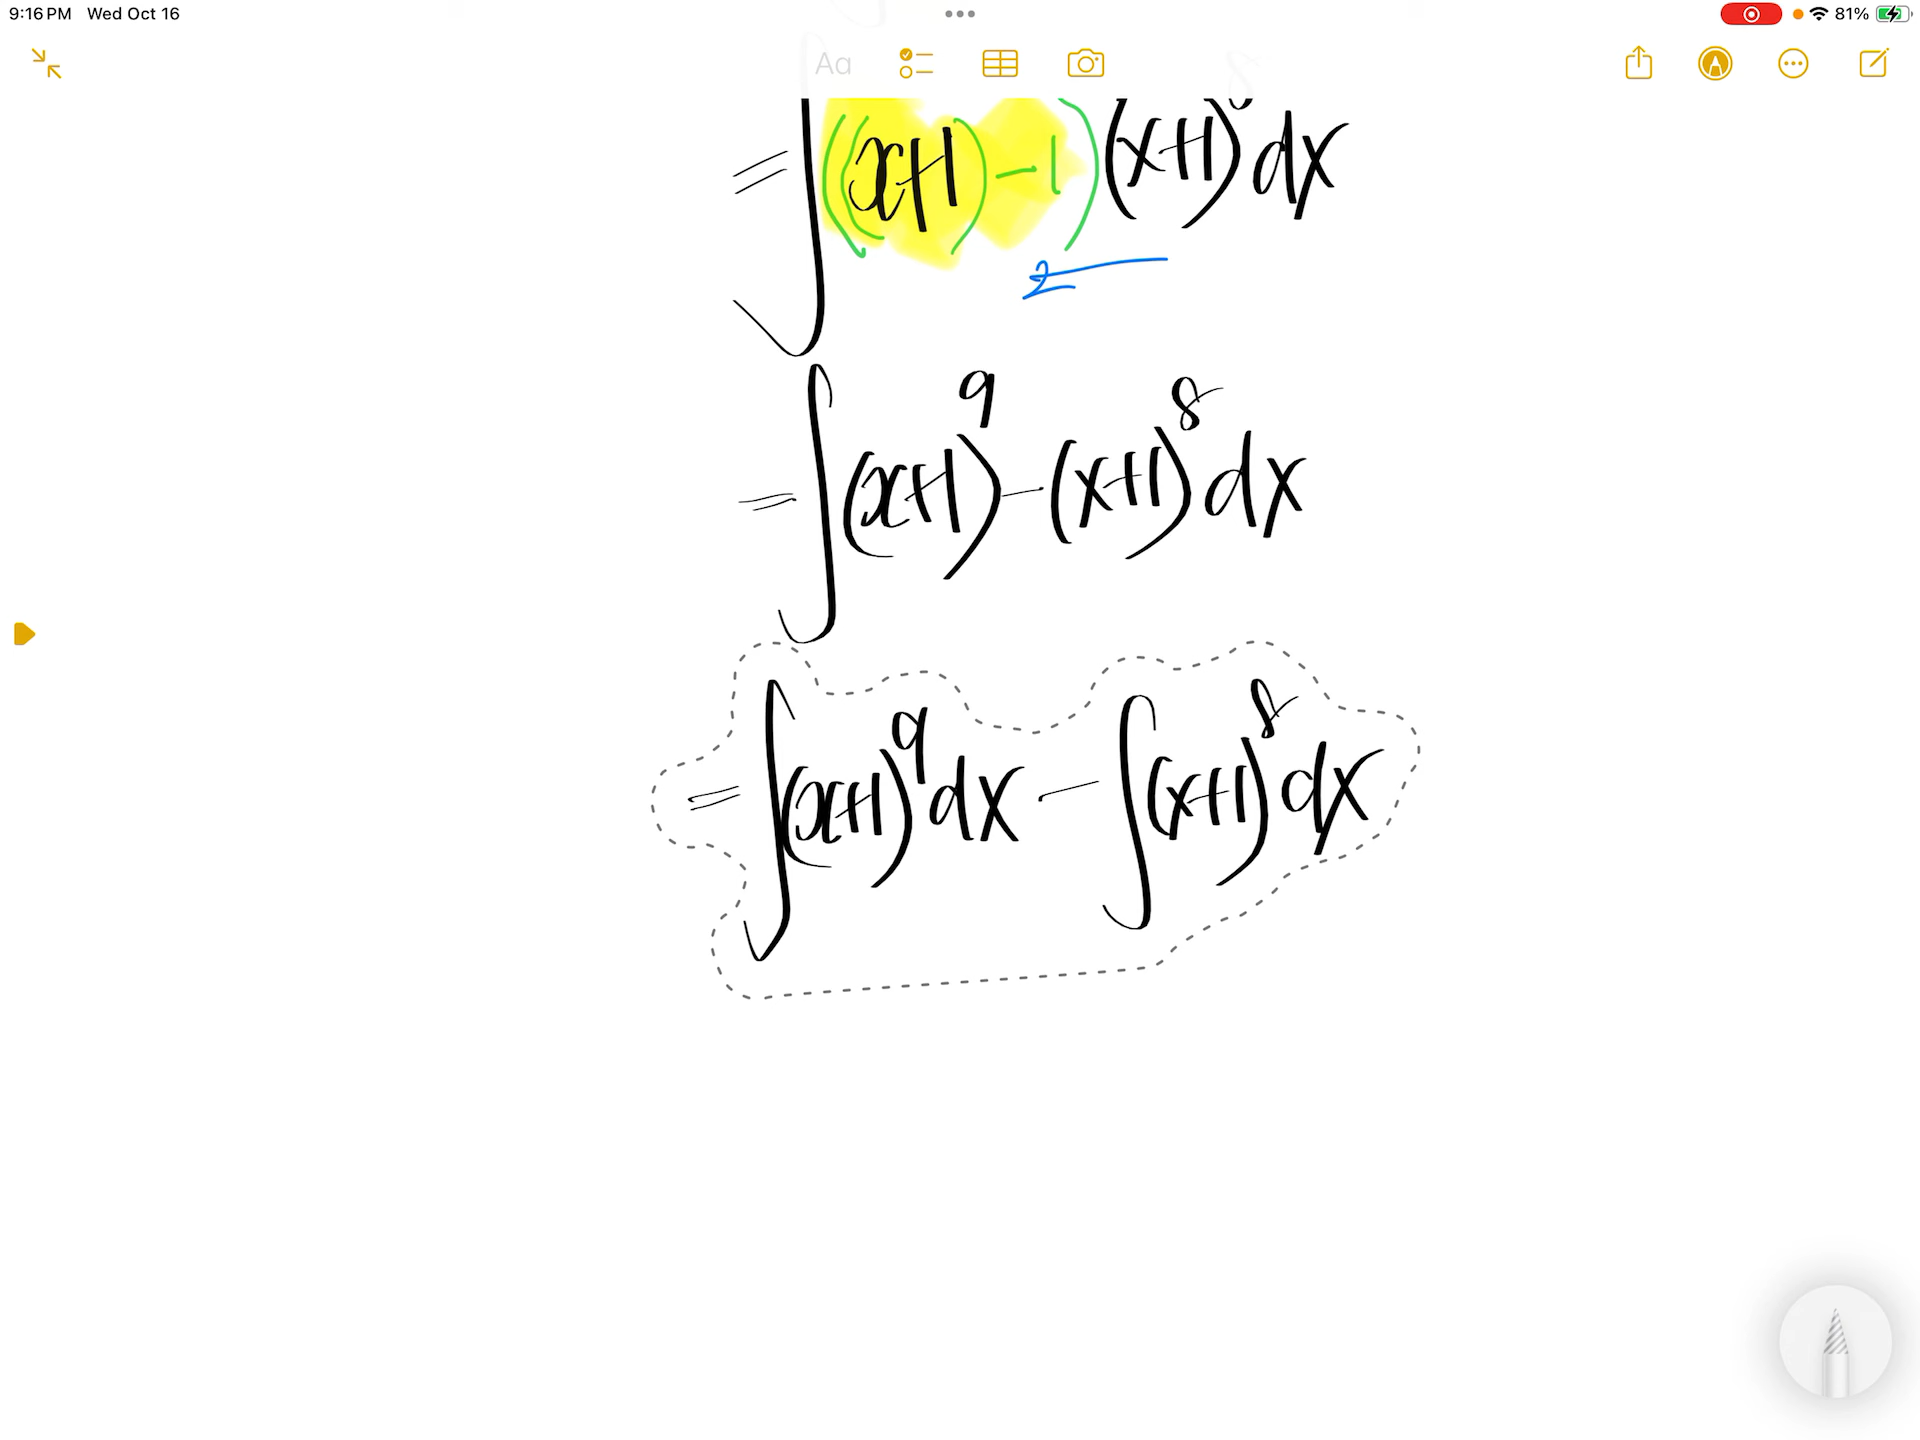 9:16 PM Wed Oct 16 81%
Aa
= ∫ ((x+1) - 1)(x+1)^8 dx
= ∫ (x+1)^9 - (x+1)^8 dx
= ∫ (x+1)^9 dx - ∫ (x+1)^8 dx